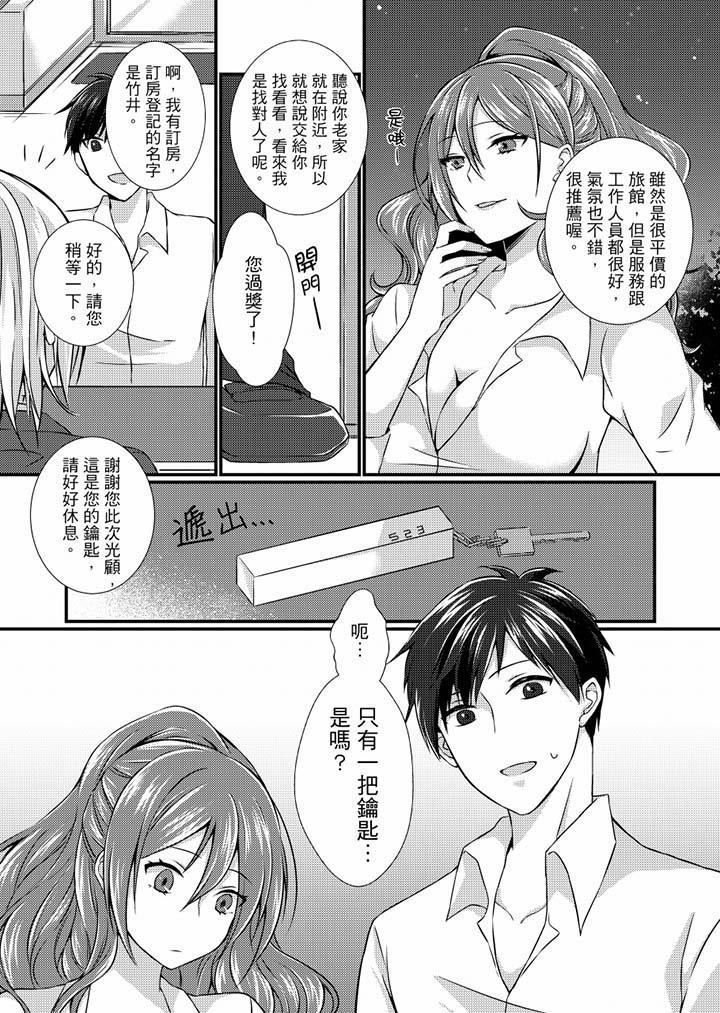 雖然是很平價的
旅館，但是服務跟
工作人員都很好，
氣氛也不錯，
很推薦喔。
是哦～
聽說你老家
就在附近，所以
就想說交給你
找看看，看來我
是找對人了呢。
開門～
您過獎了！
啊，我有訂房，
訂房登記的名字
是竹井。
好的，請您
稍等一下。
523
遞出…
謝謝您此次光顧，
這是您的鑰匙，
請好好休息。
呃…
只有一把鑰匙…
是嗎？